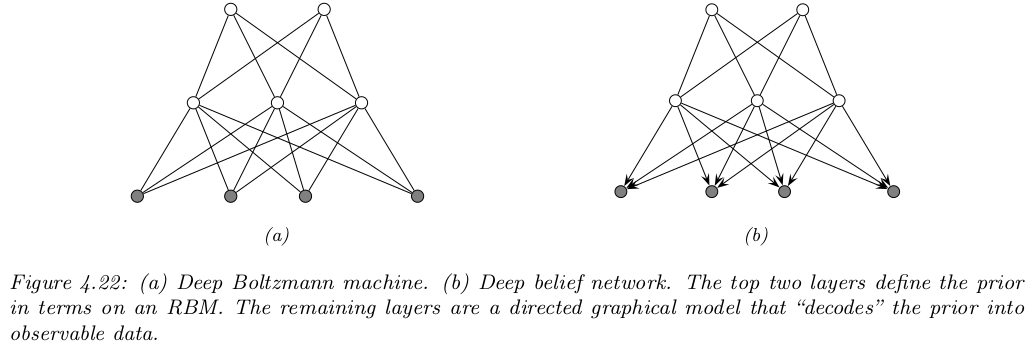 (a)
(b)
Figure 4.22: (a) Deep Boltzmann machine. (b) Deep belief network. The top two layers define the prior
in terms on an RBM. The remaining layers are a directed graphical model that “decodes” the prior into
observable data.